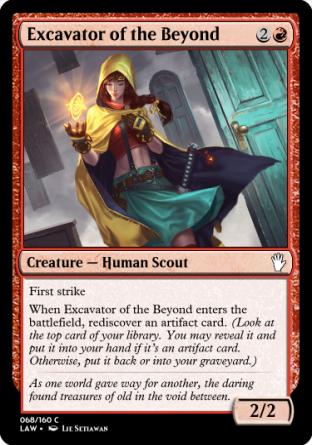 Excavator of the Beyond 2
Creature — Human Scout
First strike
When Excavator of the Beyond enters the
battlefield, rediscover an artifact card. (Look at
the top card of your library. You may reveal it and
put it into your hand if it's an artifact card.
Otherwise, put it back or into your graveyard.)
As one world gave way for another, the daring
found treasures of old in the void between.
2/2
068/160 C
LAW • Lie Setiawan